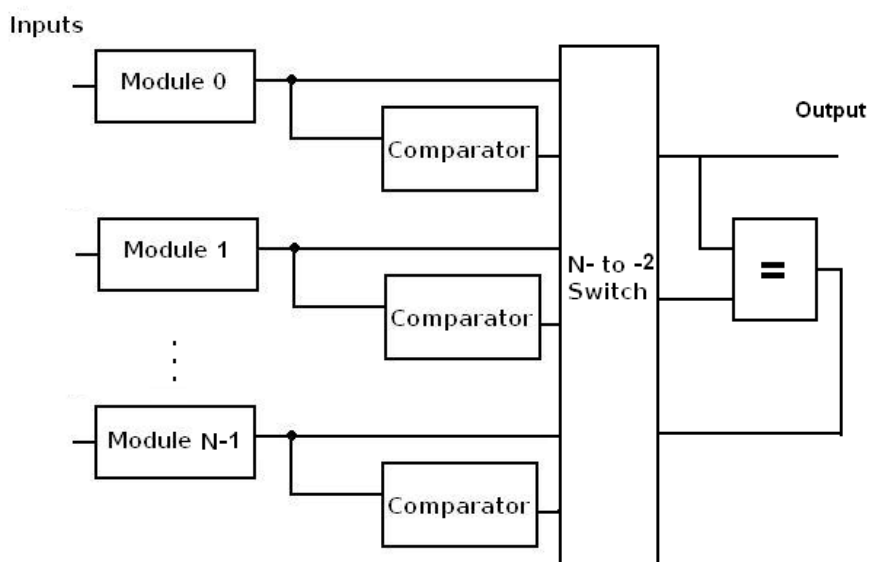 Inputs
Module 0
Comparator
Output
Module 1
Comparator
N- to -2
Switch
=
⋮
Module N-1
Comparator